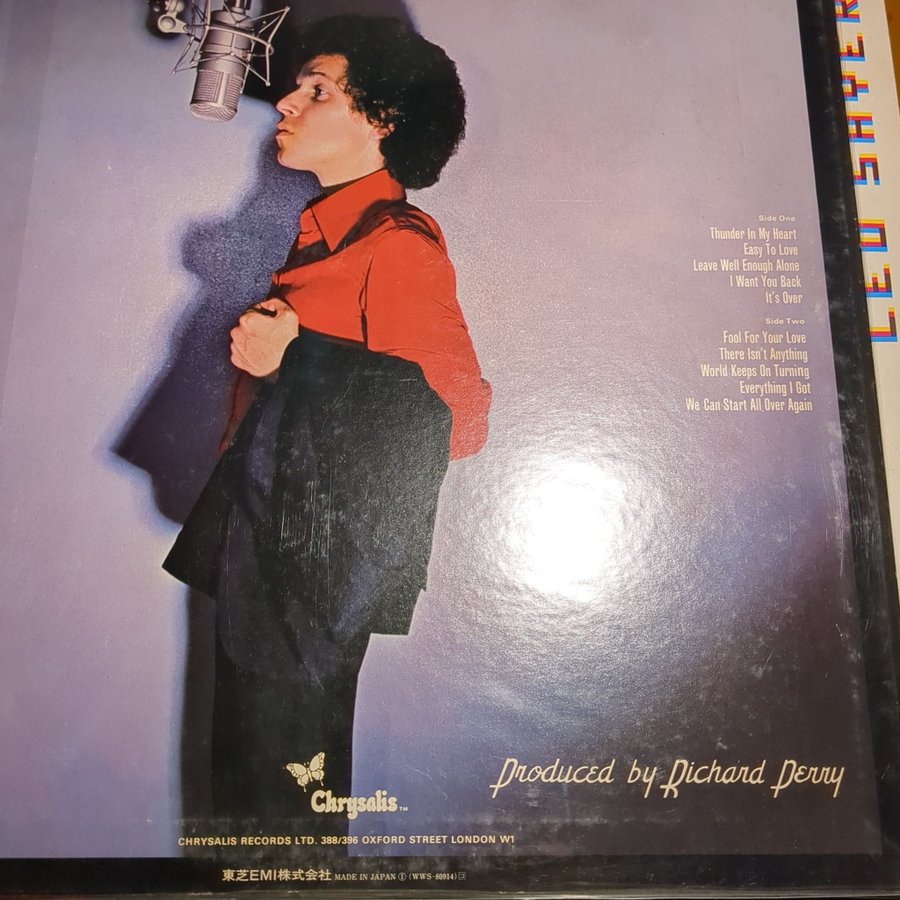 LEO SAYER
Side One
Thunder In My Heart
Easy To Love
Leave Well Enough Alone
I Want You Back
It's Over
Side Two
Fool For Your Love
There Isn't Anything
World Keeps On Turning
Everything I Got
We Can Start All Over Again
Produced by Richard Perry
Chrysalis™
CHRYSALIS RECORDS LTD. 388/396 OXFORD STREET LONDON W1
東芝EMI株式会社 MADE IN JAPAN Ⓘ (WWS-80914)